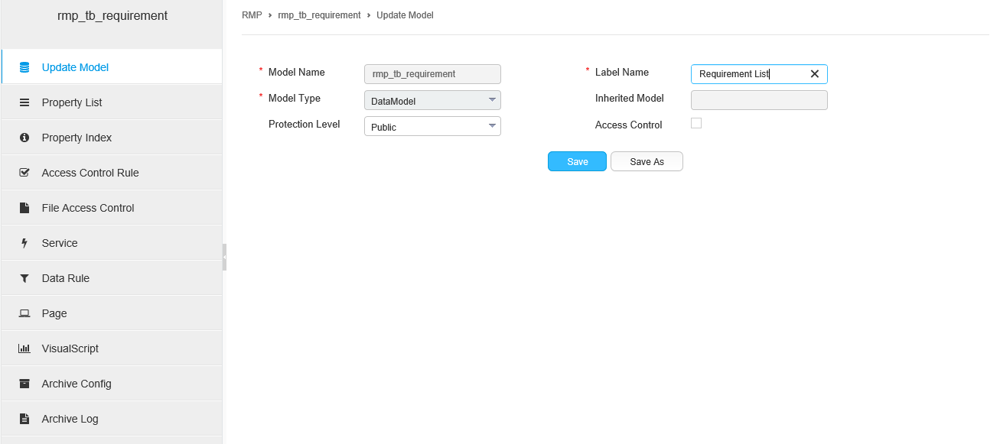 rmp_tb_requirement
RMP › rmp_tb_requirement › Update Model
Update Model
Property List
Property Index
Access Control Rule
File Access Control
Service
Data Rule
Page
VisualScript
Archive Config
Archive Log
* Model Name rmp_tb_requirement * Label Name Requirement List
* Model Type DataModel Inherited Model
Protection Level Public Access Control
Save Save As